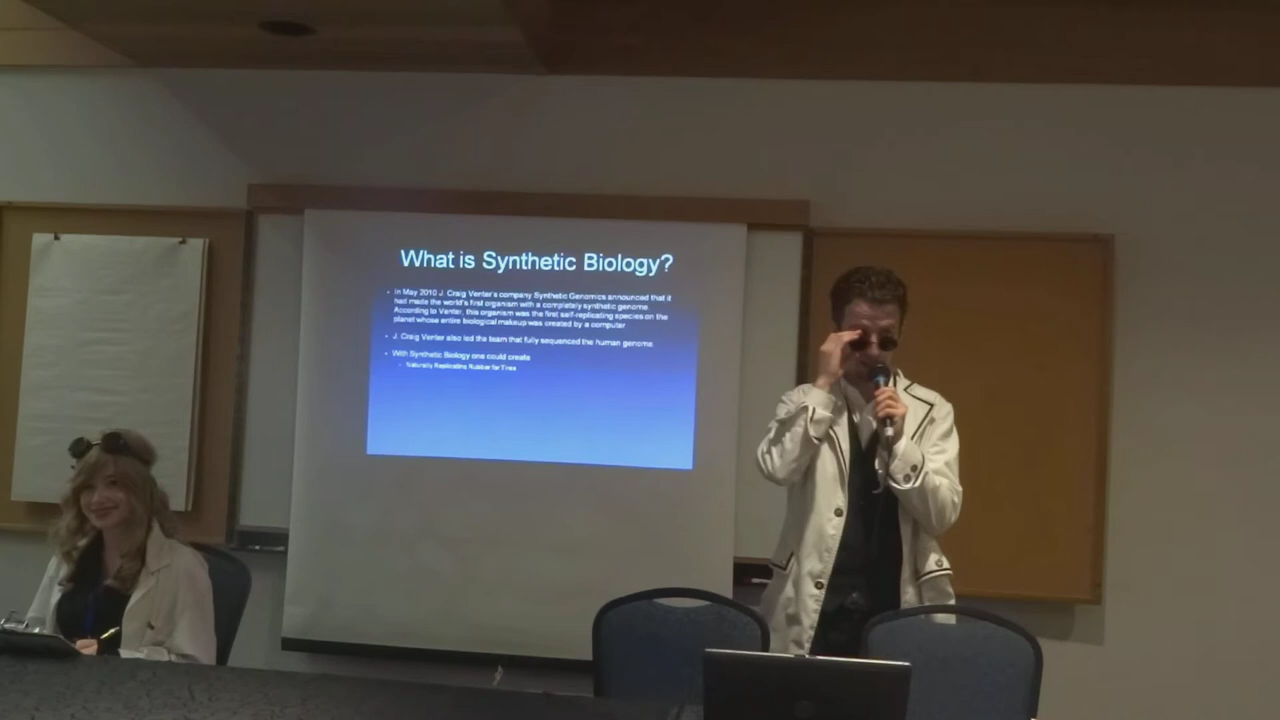 What is Synthetic Biology?
In May 2010 J. Craig Venter's company Synthetic Genomics announced that it
had made the world's first organism with a completely synthetic genome.
According to Venter, this organism was the first self-replicating species on the
planet whose entire biological makeup was created by a computer
J. Craig Venter also led the team that fully sequenced the human genome.
With Synthetic Biology one could create
Naturally Replicating Rubber for Tires